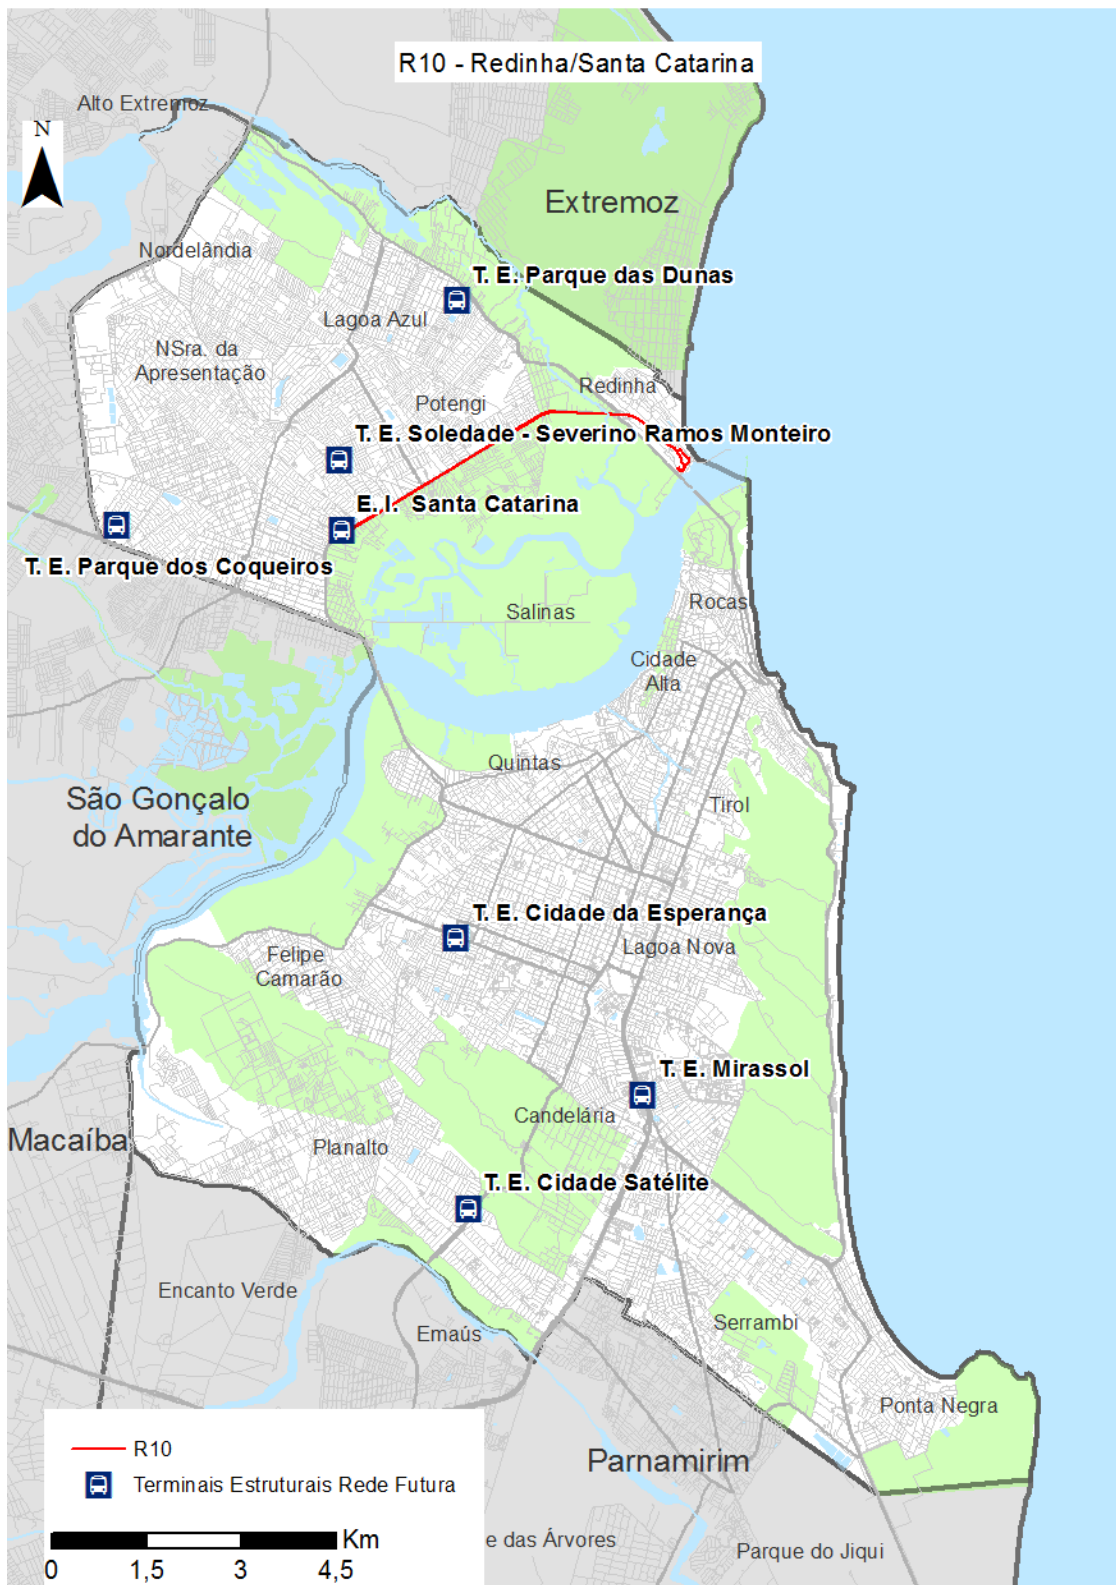 R10 - Redinha/Santa Catarina
Alto Extremoz
N
Extremoz
Nordelândia
T. E. Parque das Dunas
Lagoa Azul
NSra. da
Apresentação
Redinha
Potengi
T. E. Soledade - Severino Ramos Monteiro
E. I. Santa Catarina
T. E. Parque dos Coqueiros
Salinas
Rocas
Cidade
Alta
Quintas
São Gonçalo
do Amarante
Tirol
T. E. Cidade da Esperança
Lagoa Nova
Felipe
Camarão
T. E. Mirassol
Candelária
Macaíba
Planalto
T. E. Cidade Satélite
Encanto Verde
Emaús
Serrambi
Ponta Negra
Parnamirim
R10
Terminais Estruturais Rede Futura
Km
0 1,5 3 4,5
e das Árvores
Parque do Jiqui